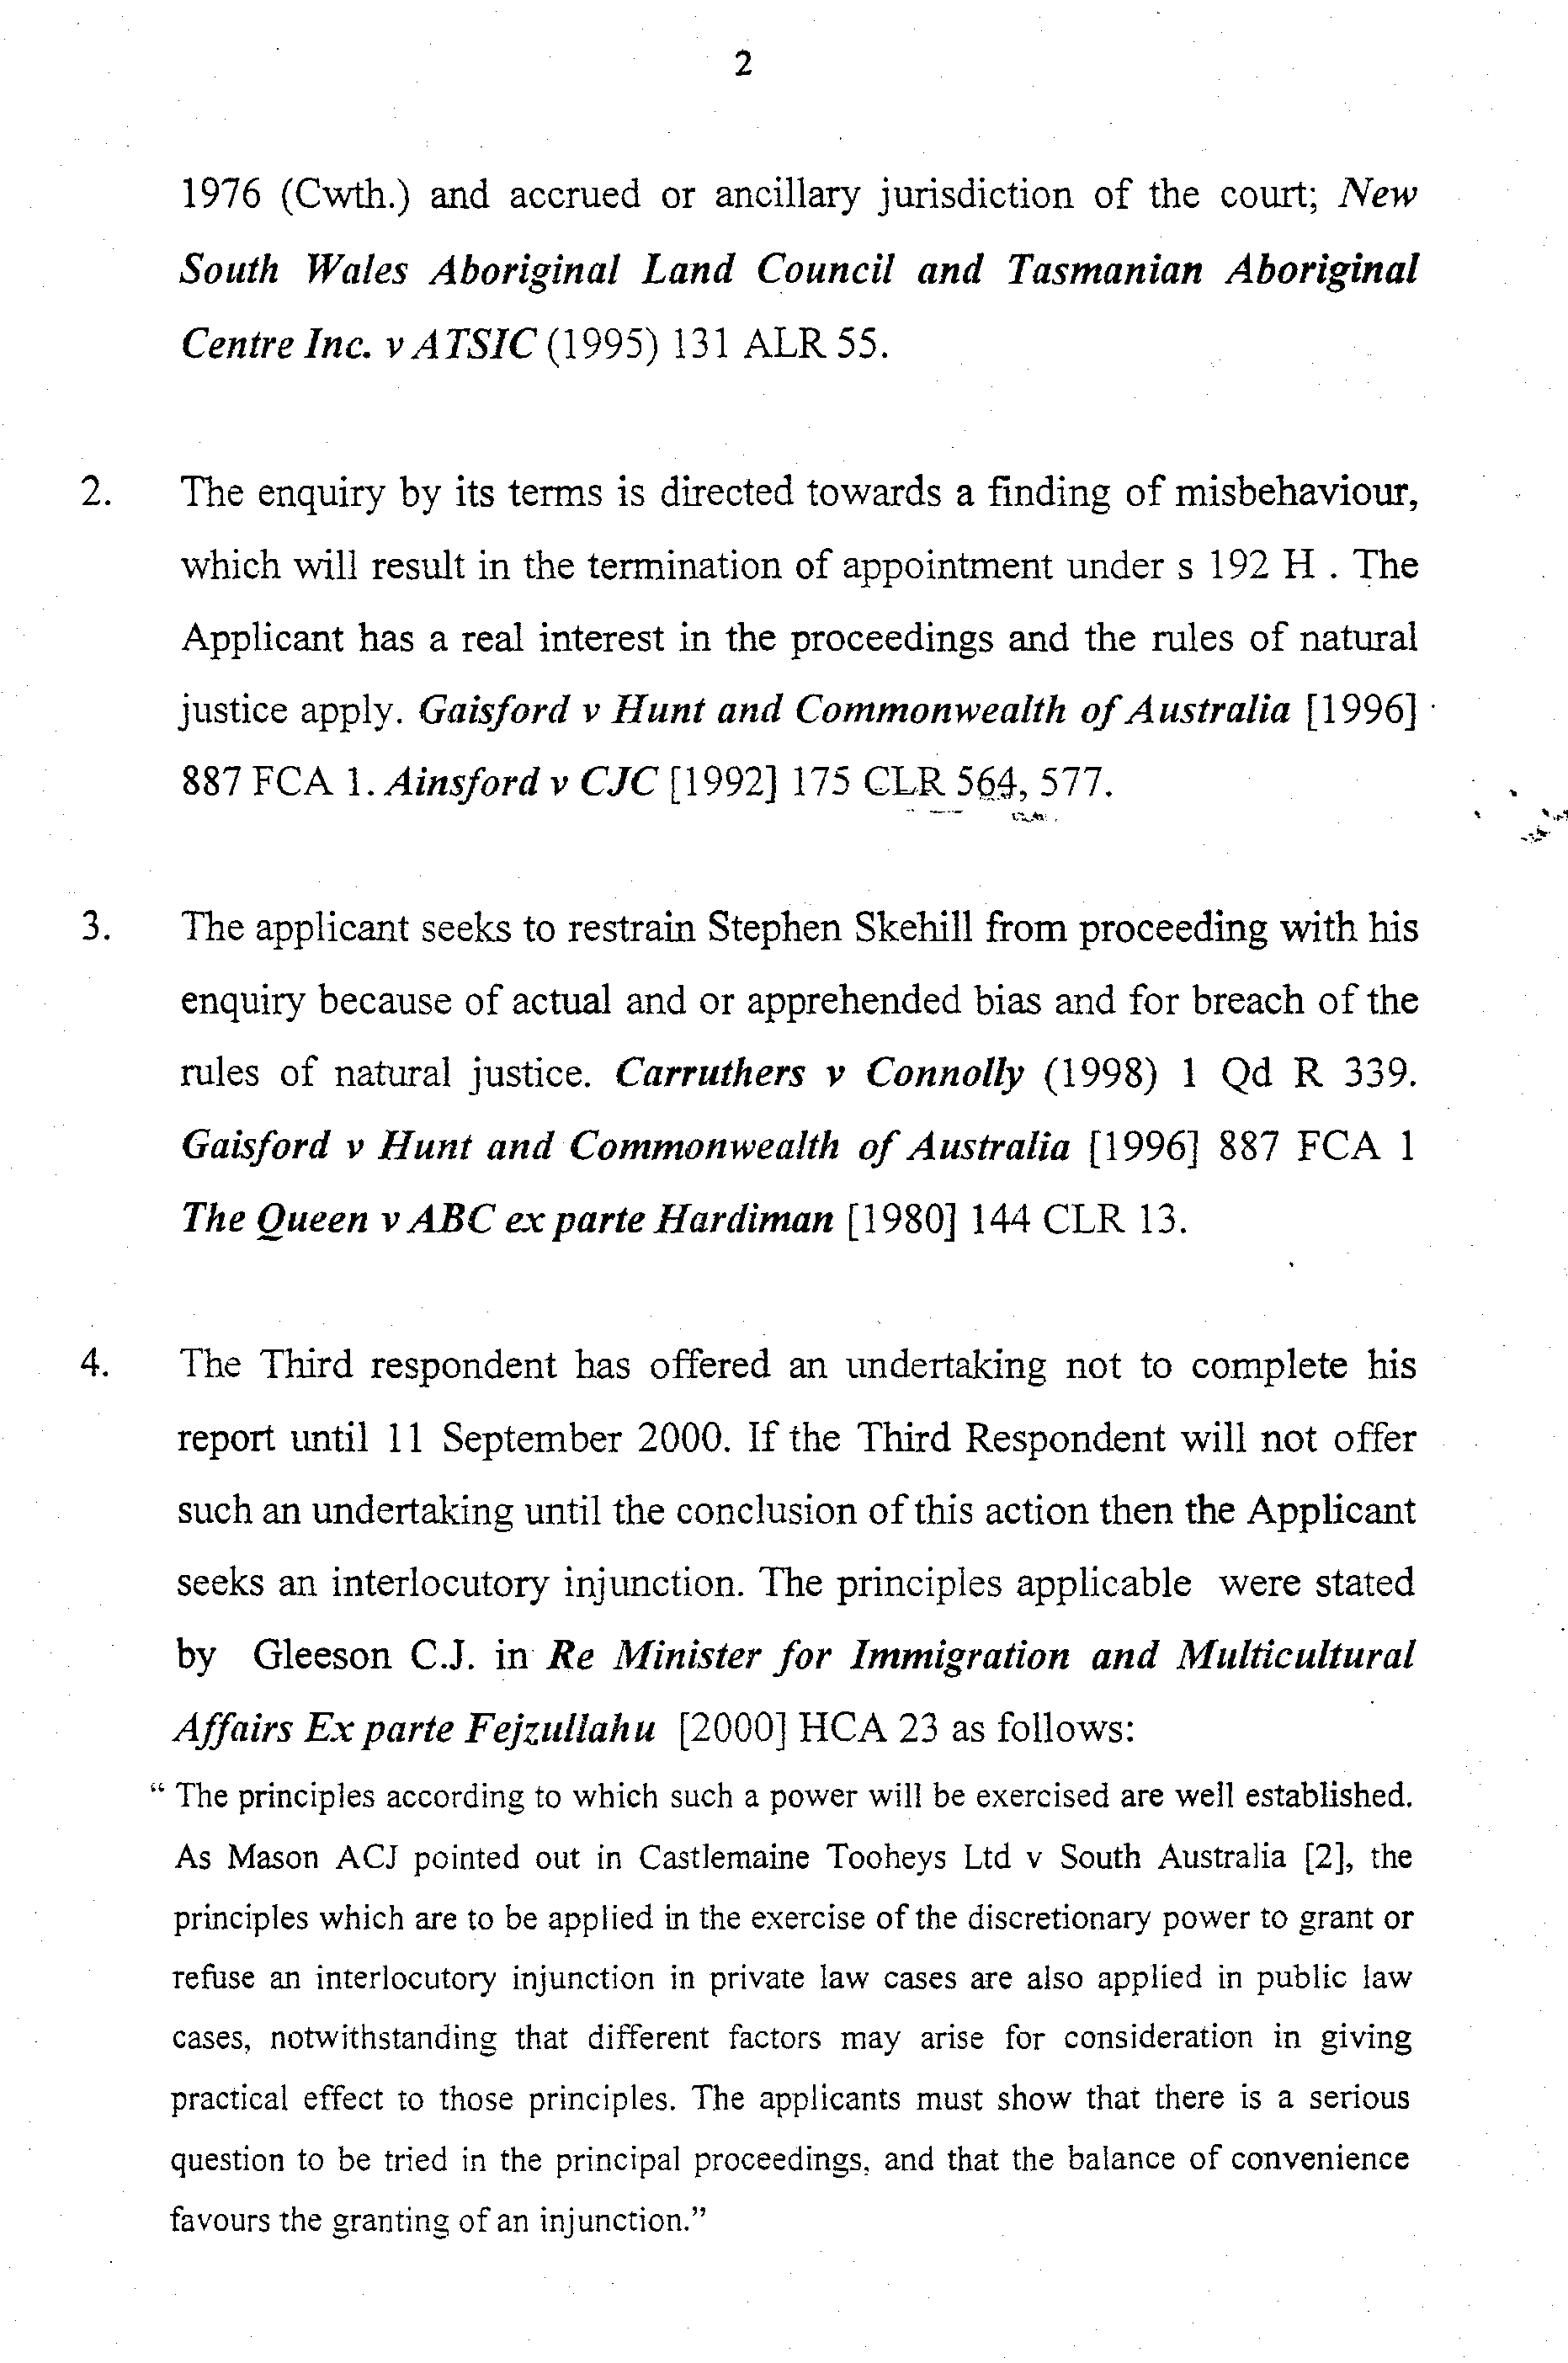 2
1976 (Cwth.) and accrued or ancillary jurisdiction of the court; New
South Wales Aboriginal Land Council and Tasmanian Aboriginal
Centre Inc. v ATSIC (1995) 131 ALR 55.
2. The enquiry by its terms is directed towards a finding of misbehaviour,
which will result in the termination of appointment under s 192 H . The
Applicant has a real interest in the proceedings and the rules of natural
justice apply. Gaisford v Hunt and Commonwealth of Australia [1996]
887 FCA 1. Ainsford v CJC [1992] 175 CLR 564, 577.
3. The applicant seeks to restrain Stephen Skehill from proceeding with his
enquiry because of actual and or apprehended bias and for breach of the
rules of natural justice. Carruthers v Connolly (1998) 1 Qd R 339.
Gaisford v Hunt and Commonwealth of Australia [1996] 887 FCA 1
The Queen v ABC ex parte Hardiman [1980] 144 CLR 13.
4. The Third respondent has offered an undertaking not to complete his
report until 11 September 2000. If the Third Respondent will not offer
such an undertaking until the conclusion of this action then the Applicant
seeks an interlocutory injunction. The principles applicable were stated
by Gleeson C.J. in Re Minister for Immigration and Multicultural
Affairs Ex parte Fejzullahu [2000] HCA 23 as follows:
“ The principles according to which such a power will be exercised are well established.
As Mason ACJ pointed out in Castlemaine Tooheys Ltd v South Australia [2], the
principles which are to be applied in the exercise of the discretionary power to grant or
refuse an interlocutory injunction in private law cases are also applied in public law
cases, notwithstanding that different factors may arise for consideration in giving
practical effect to those principles. The applicants must show that there is a serious
question to be tried in the principal proceedings, and that the balance of convenience
favours the granting of an injunction.”